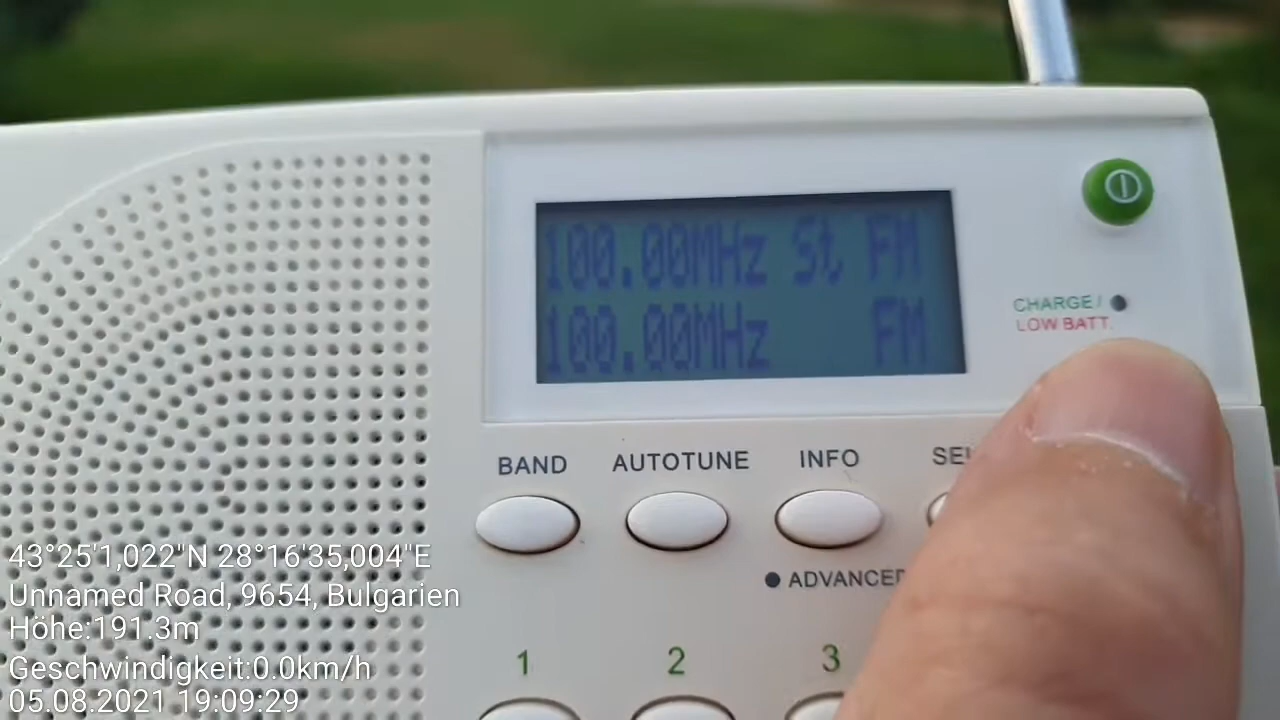 100.00MHz St FM
100.00MHz FM
CHARGE/
LOW BATT.
BAND AUTOTUNE INFO
ADVANCED
1 2 3
43°25'1,022"N 28°16'35,004"E
Unnamed Road, 9654, Bulgarien
Höhe:191.3m
Geschwindigkeit:0.0km/h
05.08.2021 19:09:29